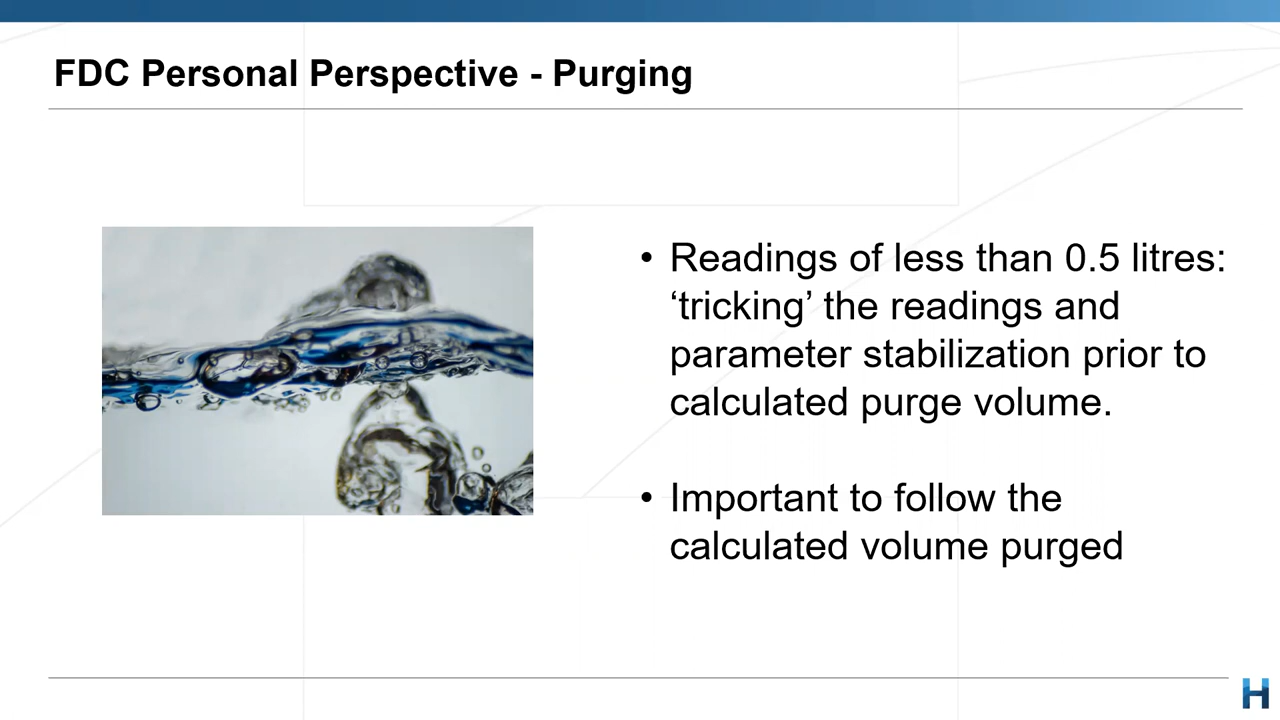 FDC Personal Perspective - Purging
• Readings of less than 0.5 litres:
‘tricking’ the readings and
parameter stabilization prior to
calculated purge volume.
• Important to follow the
calculated volume purged
H